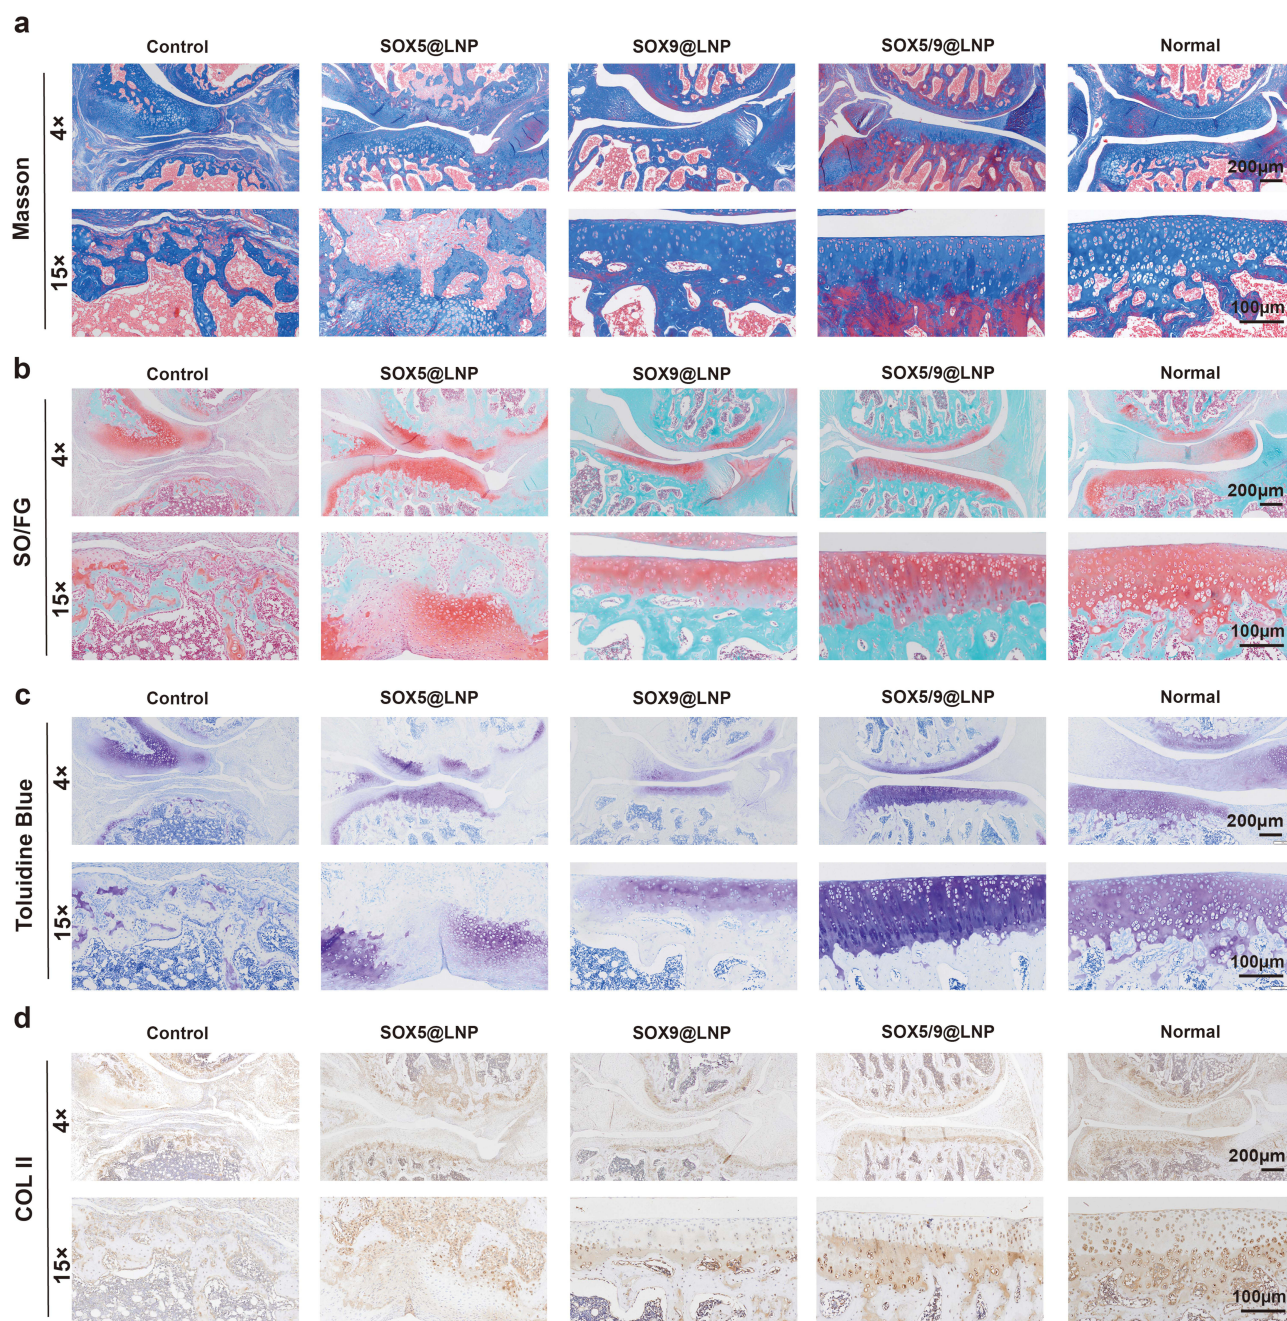 a
Control SOX5@LNP SOX9@LNP SOX5/9@LNP Normal
Masson
4×
200μm
15×
100μm
b
Control SOX5@LNP SOX9@LNP SOX5/9@LNP Normal
SO/FG
4×
200μm
15×
100μm
c
Control SOX5@LNP SOX9@LNP SOX5/9@LNP Normal
Toluidine Blue
4×
200μm
15×
100μm
d
Control SOX5@LNP SOX9@LNP SOX5/9@LNP Normal
COL II
4×
200μm
15×
100μm